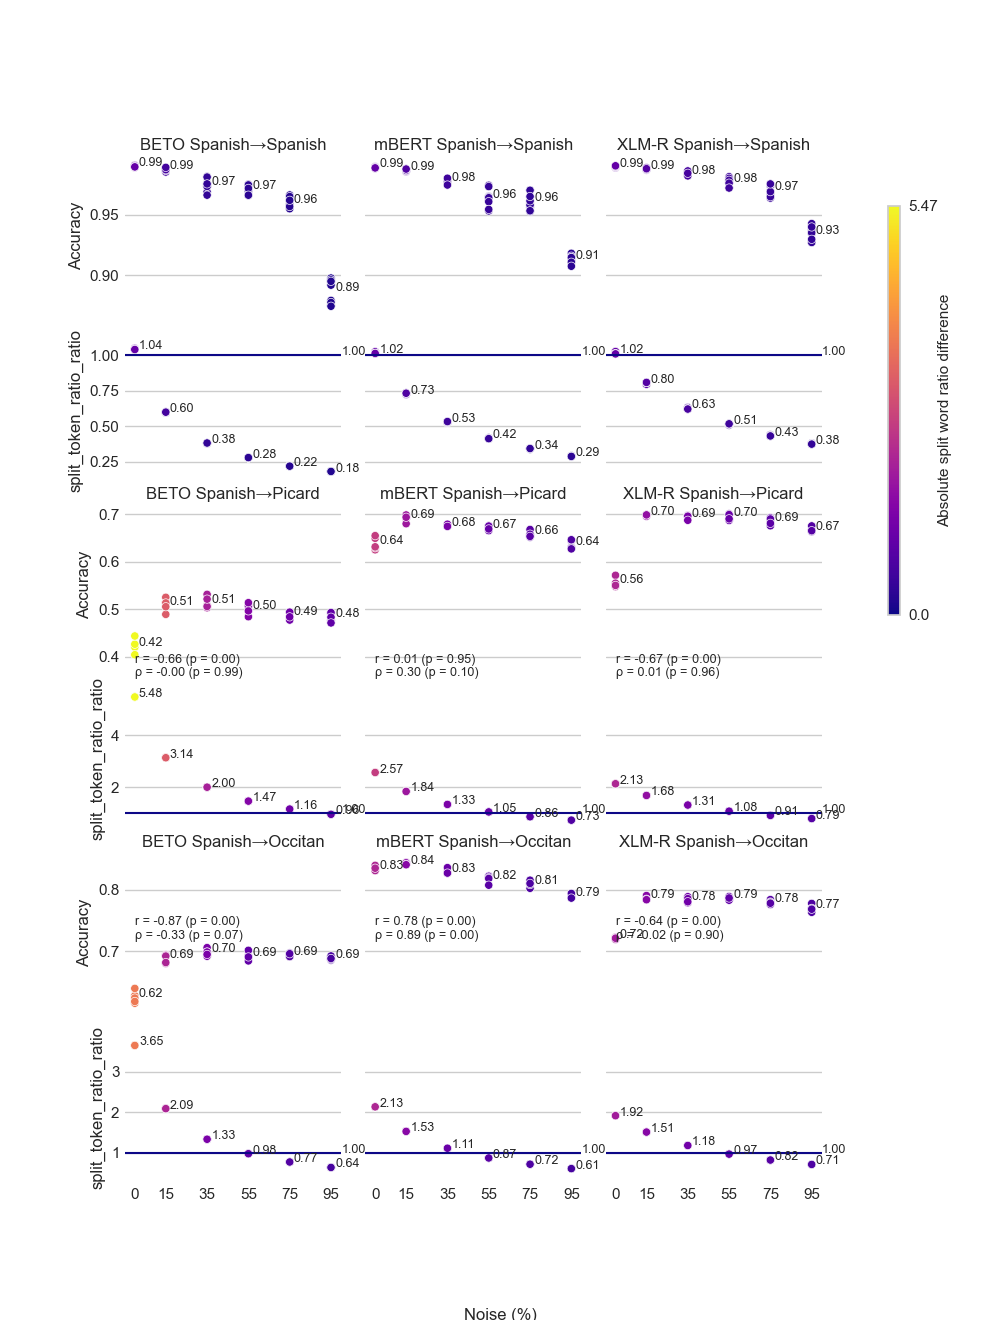 BETO Spanish→Spanish mBERT Spanish→Spanish XLM-R Spanish→Spanish
0.99 0.99 0.97 0.97 0.96 0.89
0.99 0.99 0.98 0.96 0.96 0.91
0.99 0.99 0.98 0.98 0.97 0.93
Accuracy
0.95
0.90
5.47
Absolute split word ratio difference
0.0
split_token_ratio_ratio
1.00
0.75
0.50
0.25
1.04 0.60 0.38 0.28 0.22 0.18 1.00
1.02 0.73 0.53 0.42 0.34 0.29 1.00
1.02 0.80 0.63 0.51 0.43 0.38 1.00
BETO Spanish→Picard mBERT Spanish→Picard XLM-R Spanish→Picard
Accuracy
0.7
0.6
0.5
0.4
0.42 0.51 0.51 0.50 0.49 0.48
0.64 0.69 0.68 0.67 0.66 0.64
0.56 0.70 0.69 0.70 0.69 0.67
r = -0.66 (p = 0.00)
ρ = -0.00 (p = 0.99)
r = 0.01 (p = 0.95)
ρ = 0.30 (p = 0.10)
r = -0.67 (p = 0.00)
ρ = 0.01 (p = 0.96)
split_token_ratio_ratio
4
2
5.48 3.14 2.00 1.47 1.16 1.00
2.57 1.84 1.33 1.05 0.86 0.73 1.00
2.13 1.68 1.31 1.08 0.91 0.79 1.00
BETO Spanish→Occitan mBERT Spanish→Occitan XLM-R Spanish→Occitan
Accuracy
0.8
0.7
0.62 0.69 0.70 0.69 0.69 0.69
0.83 0.84 0.83 0.82 0.81 0.79
0.72 0.79 0.78 0.79 0.78 0.77
r = -0.87 (p = 0.00)
ρ = -0.33 (p = 0.07)
r = 0.78 (p = 0.00)
ρ = 0.89 (p = 0.00)
r = -0.64 (p = 0.00)
(p = 0.90)
split_token_ratio_ratio
3
2
1
3.65 2.09 1.33 0.98 0.77 0.64 1.00
2.13 1.53 1.11 0.87 0.72 0.61 1.00
1.92 1.51 1.18 0.97 0.82 0.71 1.00
0 15 35 55 75 95 0 15 35 55 75 95 0 15 35 55 75 95
Noise (%)